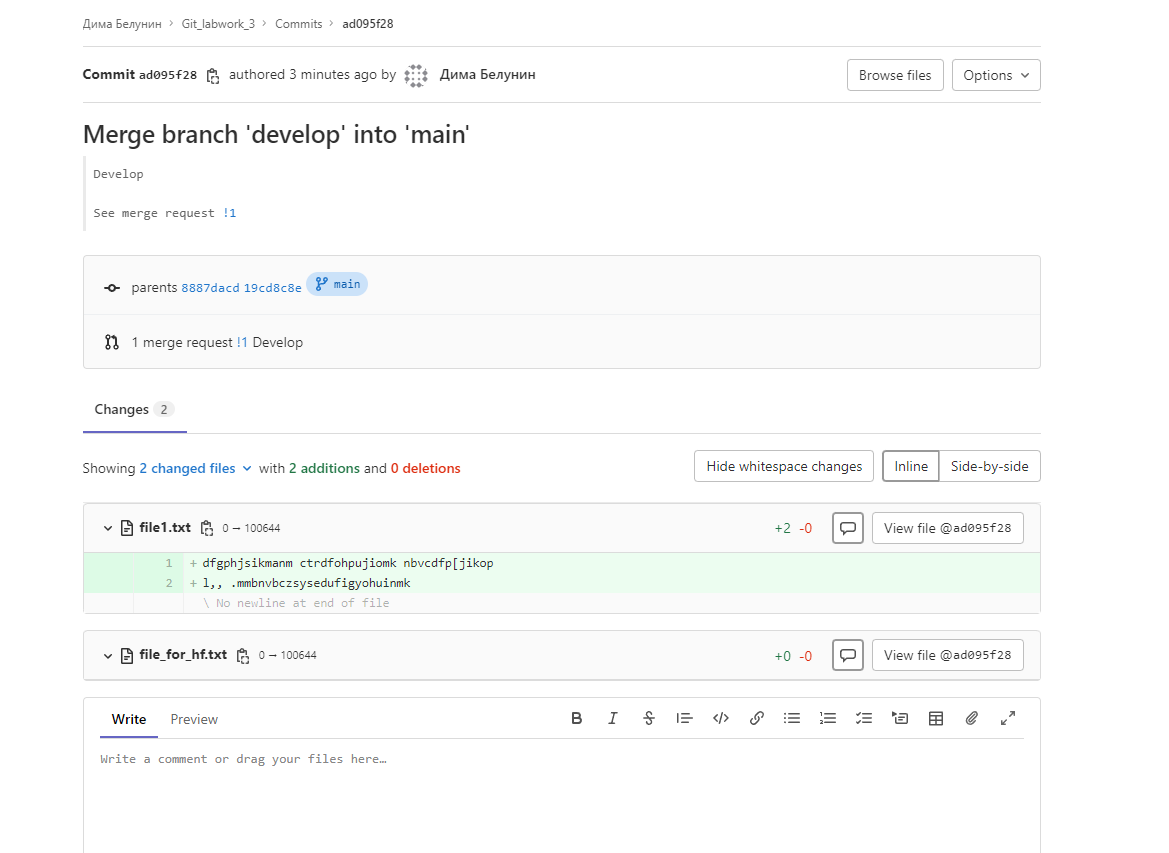 Дима Белунин › Git_labwork_3 › Commits › ad095f28
Commit ad095f28 authored 3 minutes ago by Дима Белунин Browse files Options
Merge branch 'develop' into 'main'
Develop
See merge request !1
parents 8887dacd 19cd8c8e main
1 merge request !1 Develop
Changes 2
Showing 2 changed files with 2 additions and 0 deletions Hide whitespace changes Inline Side-by-side
file1.txt 0 → 100644 +2 -0 View file @ad095f28
1 + dfgphjsikmanm ctrdfohpujiomk nbvcdfp[jikop
2 + l,, .mmbnvbczsysedufigyohuinmk
\ No newline at end of file
file_for_hf.txt 0 → 100644 +0 -0 View file @ad095f28
Write Preview
Write a comment or drag your files here…